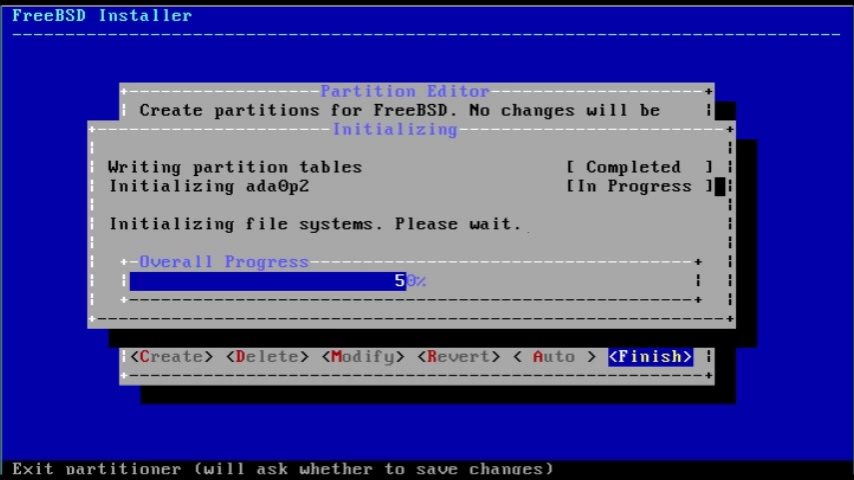 FreeBSD Installer
Partition Editor
Create partitions for FreeBSD. No changes will be
Initializing
Writing partition tables [ Completed ]
Initializing ada0p2 [In Progress ]
Initializing file systems. Please wait.
Overall Progress
50%
<Create> <Delete> <Modify> <Revert> < Auto > <Finish>
Exit partitioner (will ask whether to save changes)